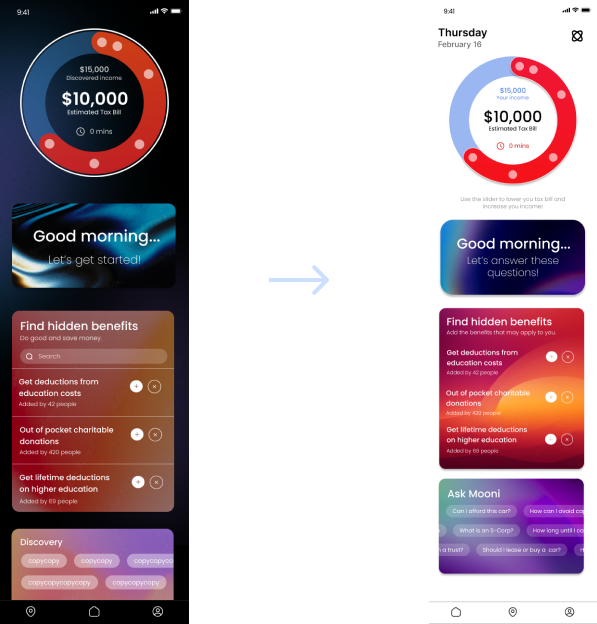 9:41
$15,000
Discovered income
$10,000
Estimated Tax Bill
0 mins
Good morning...
Let's get started!
Find hidden benefits
Do good and save money.
Search
Get deductions from
education costs
Added by 42 people
Out of pocket charitable
donations
Added by 420 people
Get lifetime deductions
on higher education
Added by 69 people
Discovery
copycopy
copycopy
copycopyco
copycopycopycopy
copycopycopy
9:41
Thursday
February 16
$15,000
Your income
$10,000
Estimated Tax Bill
0 mins
Use the slider to lower you tax bill and
increase you income!
Good morning...
Let's answer these
questions!
Find hidden benefits
Add the benefits that may apply to you.
Get deductions from
education costs
Added by 42 people
Out of pocket charitable
donations
Added by 420 people
Get lifetime deductions
on higher education
Added by 69 people
Ask Mooni
Can I afford this car?
How can I avoid cap
What is an S-Corp?
How long until I co
n a trust?
Should I lease or buy a car?
H